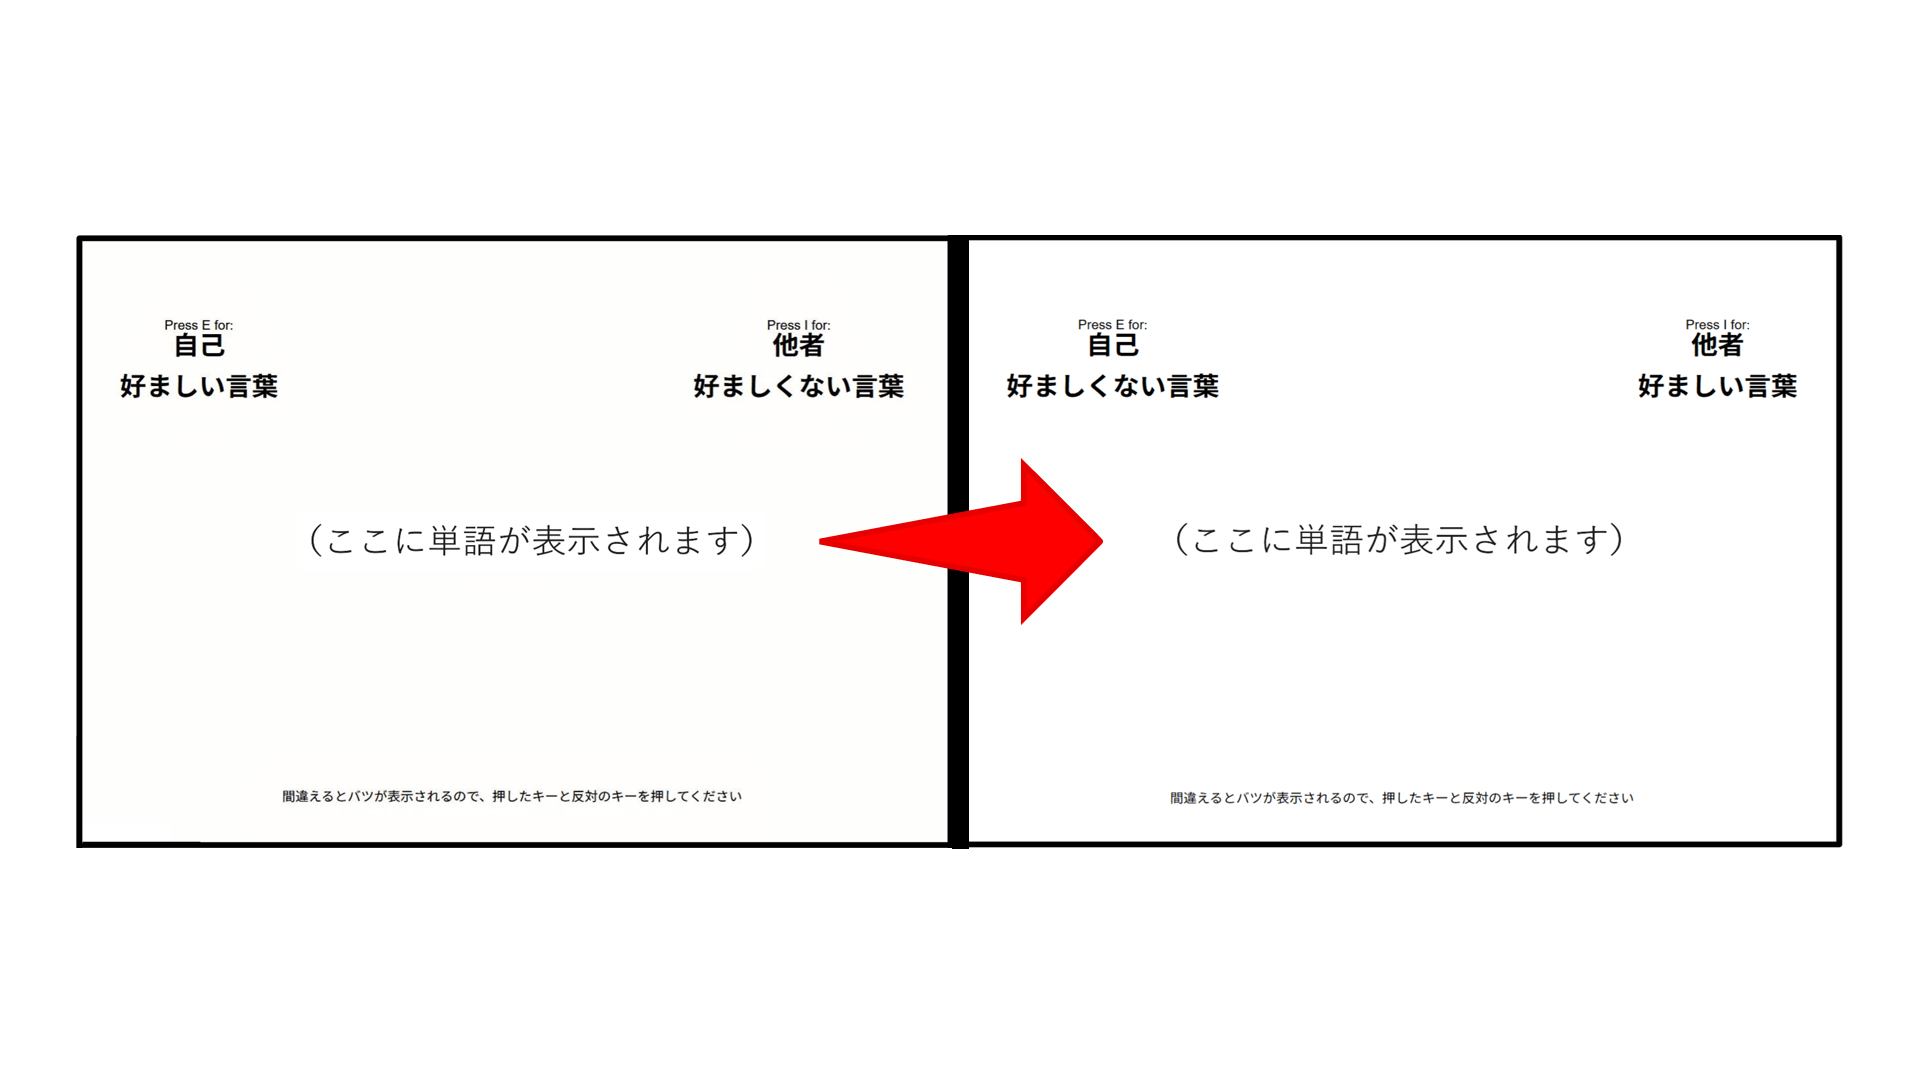 Press E for:
自己
好ましい言葉
Press I for:
他者
好ましくない言葉
（ここに単語が表示されます）
間違えるとバツが表示されるので、押したキーと反対のキーを押してください
Press E for:
自己
好ましくない言葉
Press I for:
他者
好ましい言葉
（ここに単語が表示されます）
間違えるとバツが表示されるので、押したキーと反対のキーを押してください